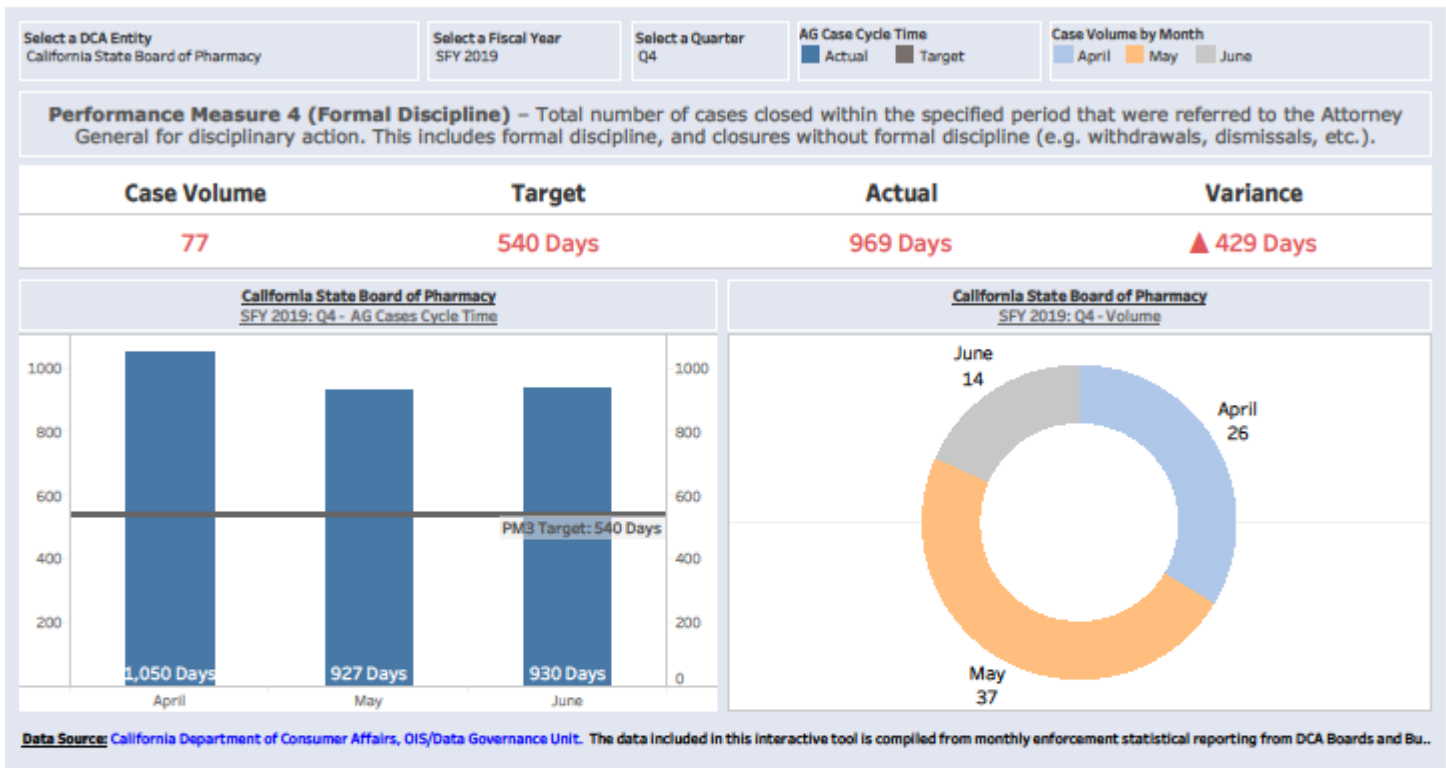 Select a DCA Entity
California State Board of Pharmacy
Select a Fiscal Year
SFY 2019
Select a Quarter
Q4
AG Case Cycle Time
Actual Target
Case Volume by Month
April May June
Performance Measure 4 (Formal Discipline) – Total number of cases closed within the specified period that were referred to the Attorney
General for disciplinary action. This includes formal discipline, and closures without formal discipline (e.g. withdrawals, dismissals, etc.).
Case Volume Target Actual Variance
77 540 Days 969 Days ▲ 429 Days
California State Board of Pharmacy
SFY 2019: Q4 - AG Cases Cycle Time
1000
800
600
400
200
1000
800
600
400
200
0
PM3 Target: 540 Days
1,050 Days 927 Days 930 Days
April May June
California State Board of Pharmacy
SFY 2019: Q4 - Volume
June
14
April
26
May
37
Data Source: California Department of Consumer Affairs, OIS/Data Governance Unit. The data included in this interactive tool is compiled from monthly enforcement statistical reporting from DCA Boards and Bu..